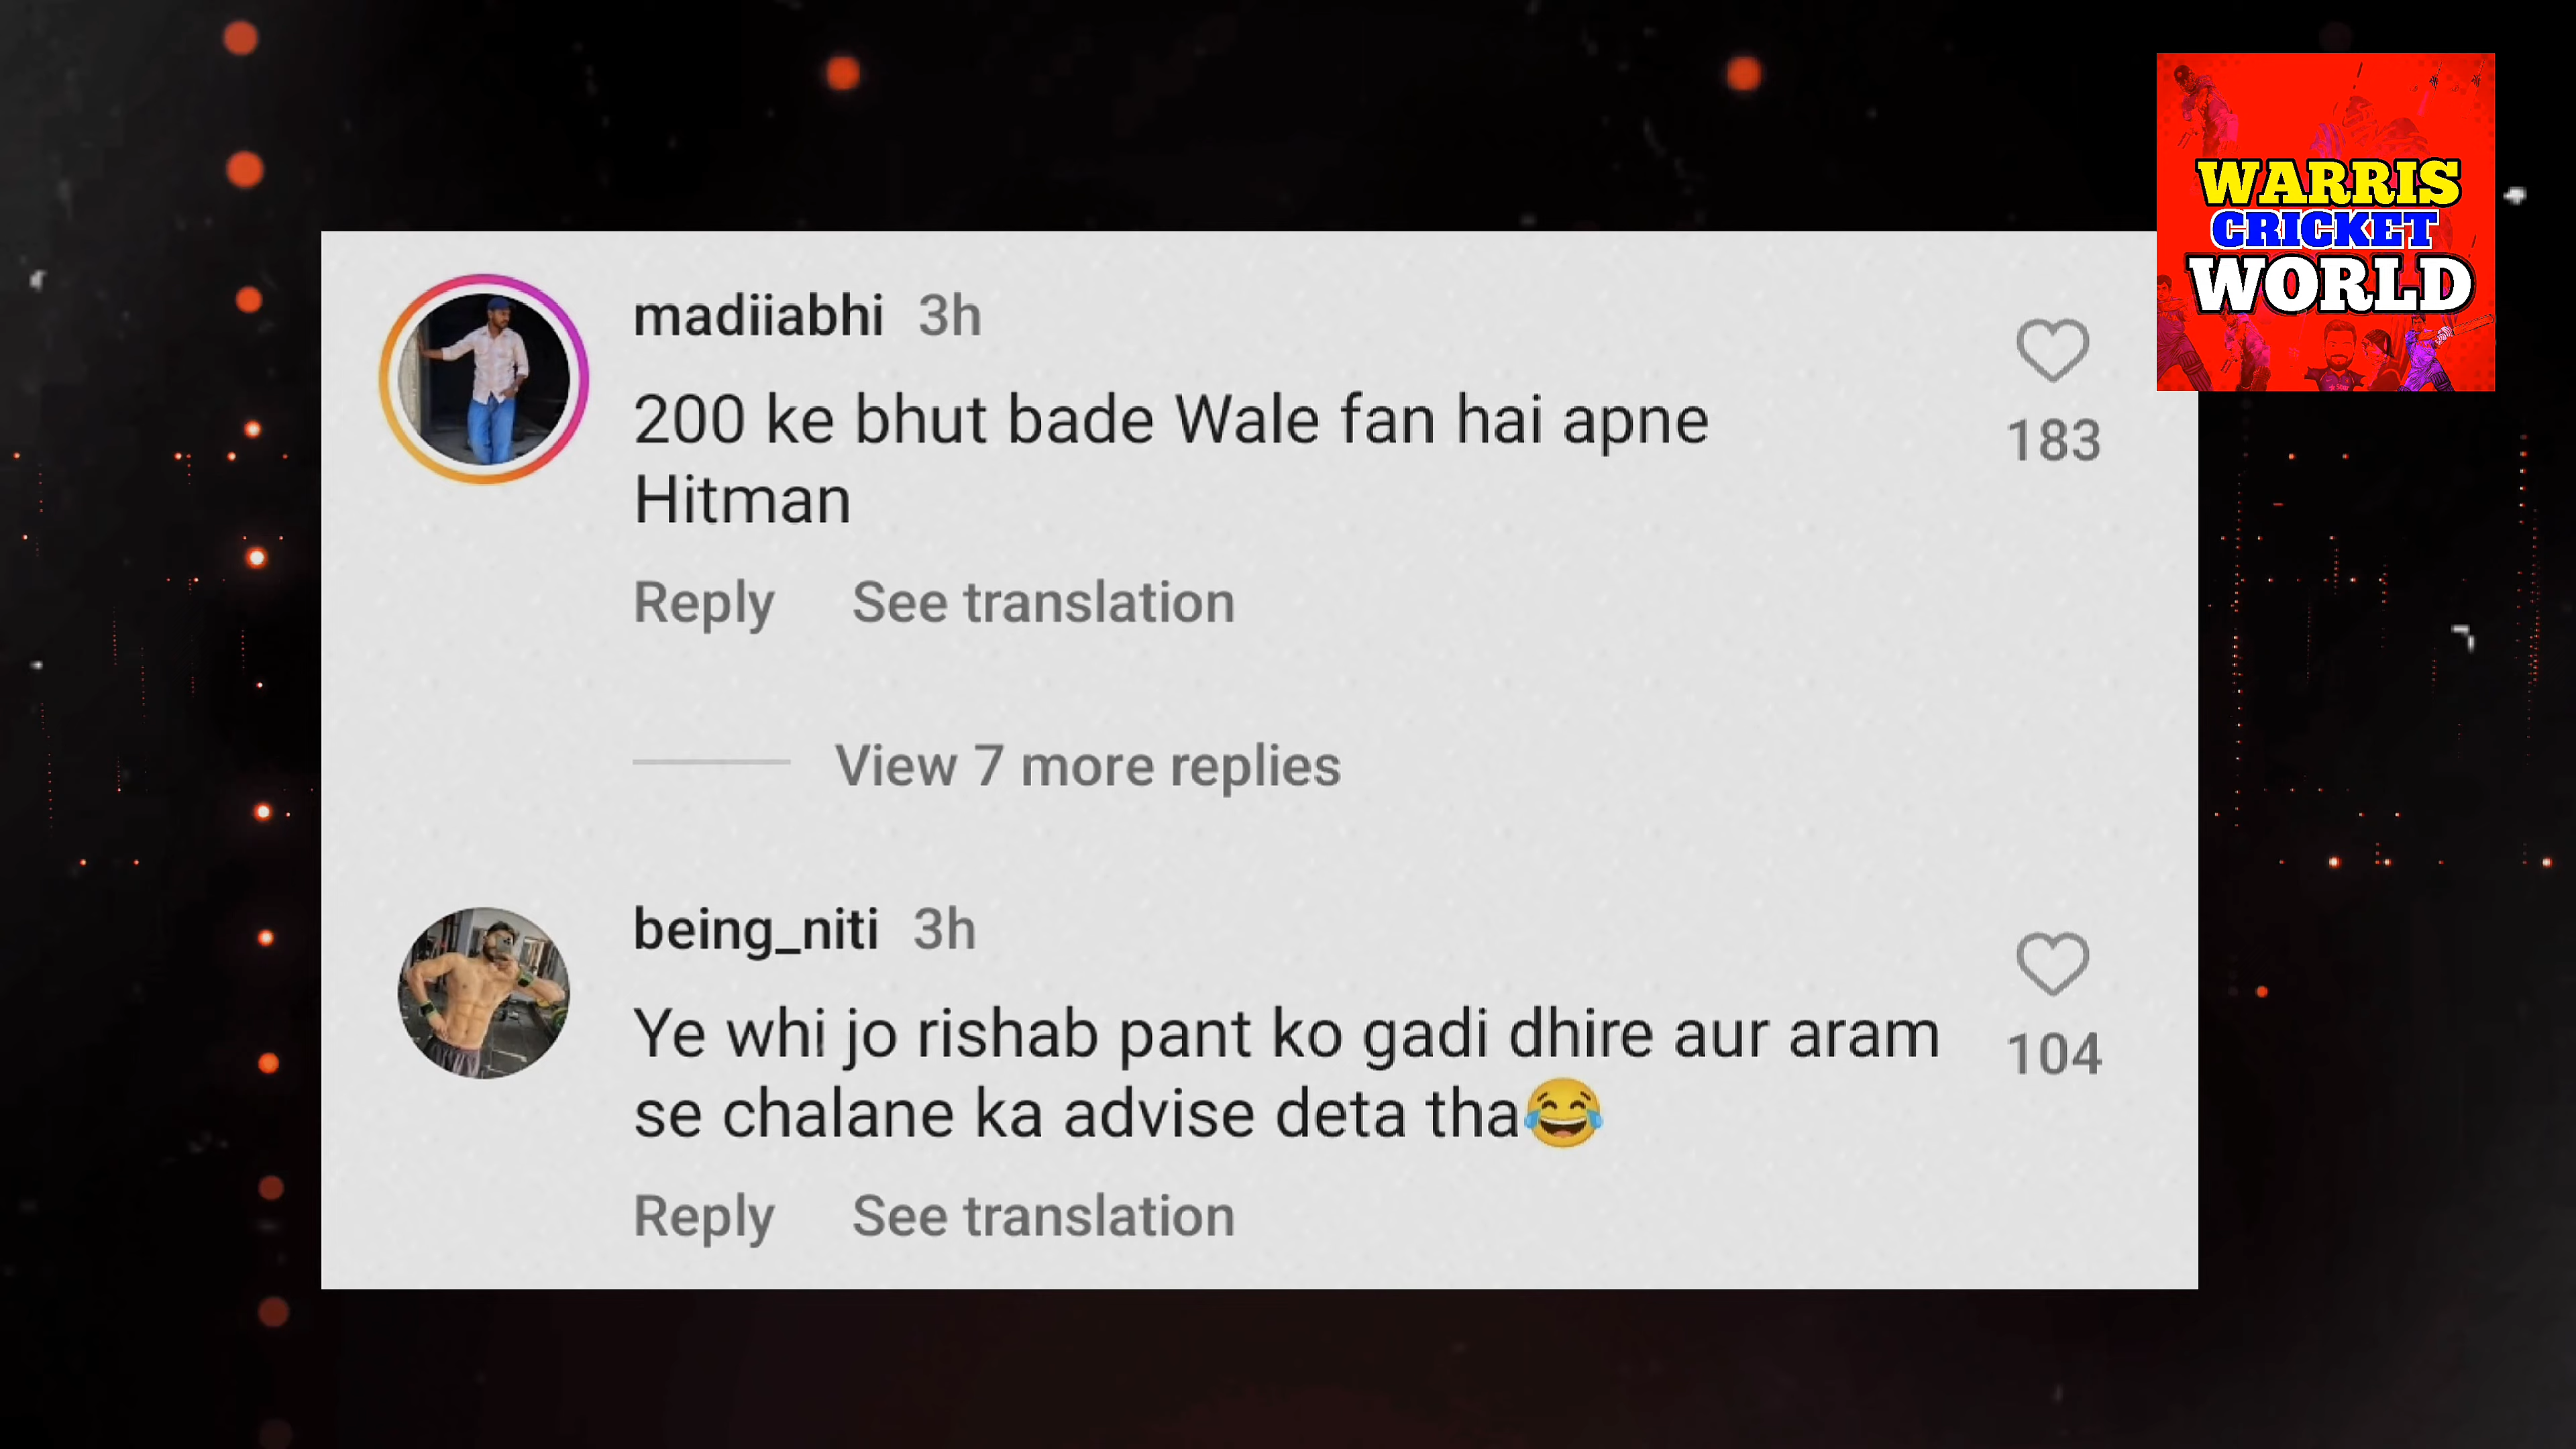 WARRIS
CRICKET
WORLD
madiiabhi 3h
200 ke bhut bade Wale fan hai apne
Hitman
183
Reply See translation
View 7 more replies
being_niti 3h
Ye whi jo rishab pant ko gadi dhire aur aram
se chalane ka advise deta tha😂
104
Reply See translation